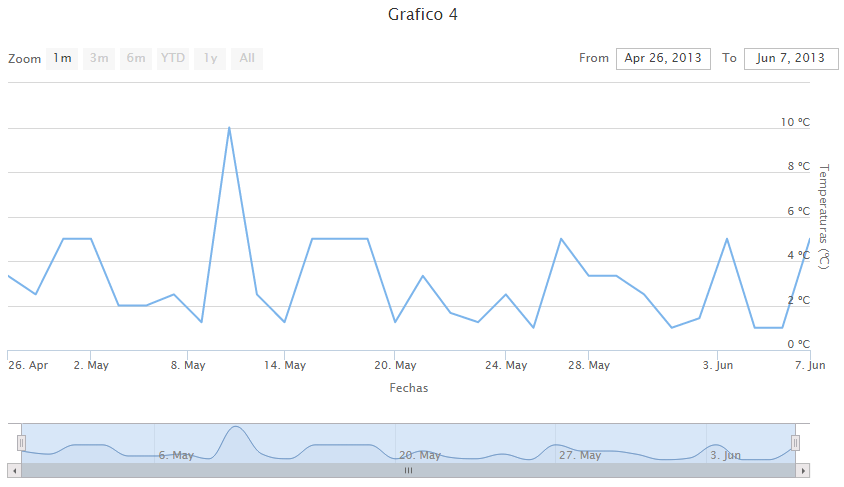 Grafico 4
Zoom 1m 3m 6m YTD 1y All From Apr 26, 2013 To Jun 7, 2013
10 ºC
8 ºC
6 ºC
4 ºC
2 ºC
0 ºC
Temperaturas (ºC)
26. Apr 2. May 8. May 14. May 20. May 24. May 28. May 3. Jun 7. Jun
Fechas
6. May 20. May 27. May 3. Jun